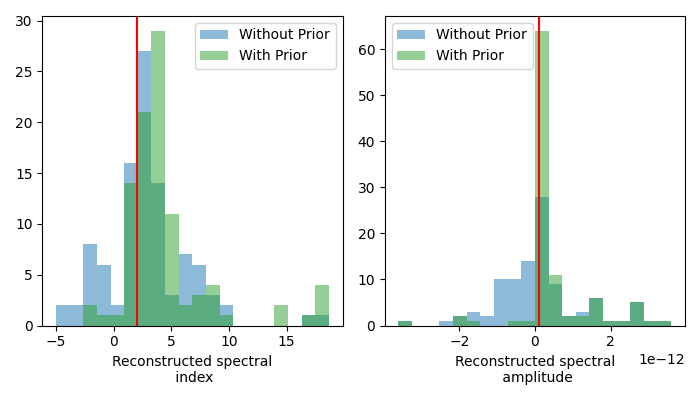 Without Prior
With Prior
30
25
20
15
10
5
0
−5
0
5
10
15
Reconstructed spectral
index
Without Prior
With Prior
60
50
40
30
20
10
0
−2
0
2
1e−12
Reconstructed spectral
amplitude